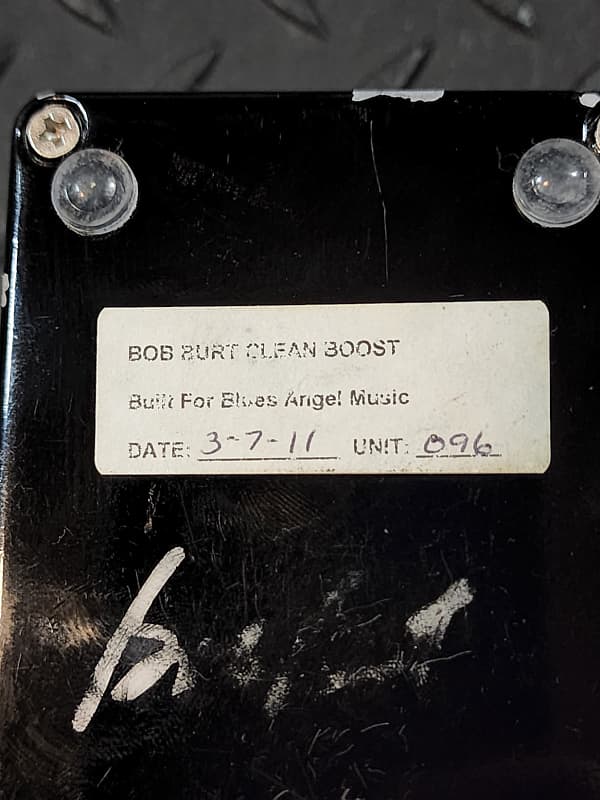 BOB BURT CLEAN BOOST
Built For Blues Angel Music
DATE: 3-7-11 UNIT: 096